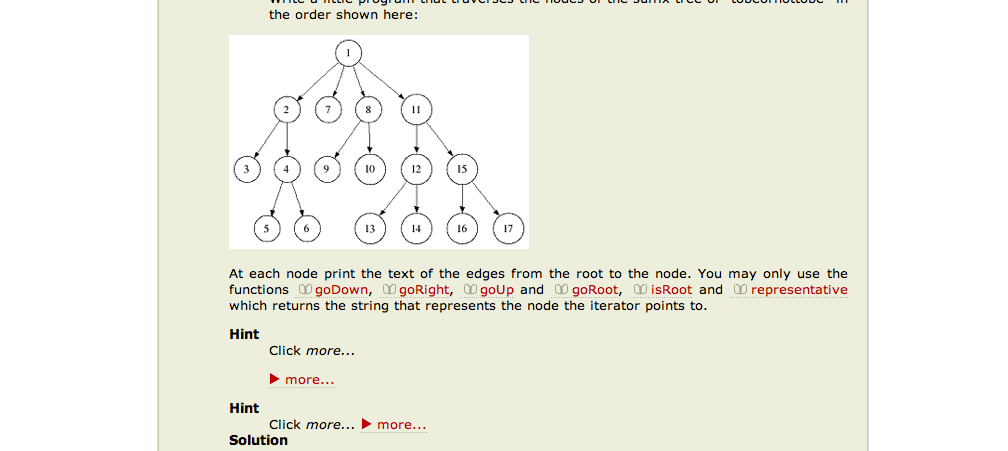 the order shown here:
1
2 7 8 11
3 4 9 10 12 15
5 6 13 14 16 17
At each node print the text of the edges from the root to the node. You may only use the
functions goDown, goRight, goUp and goRoot, isRoot and representative
which returns the string that represents the node the iterator points to.
Hint
Click more...
▶ more...
Hint
Click more... ▶ more...
Solution